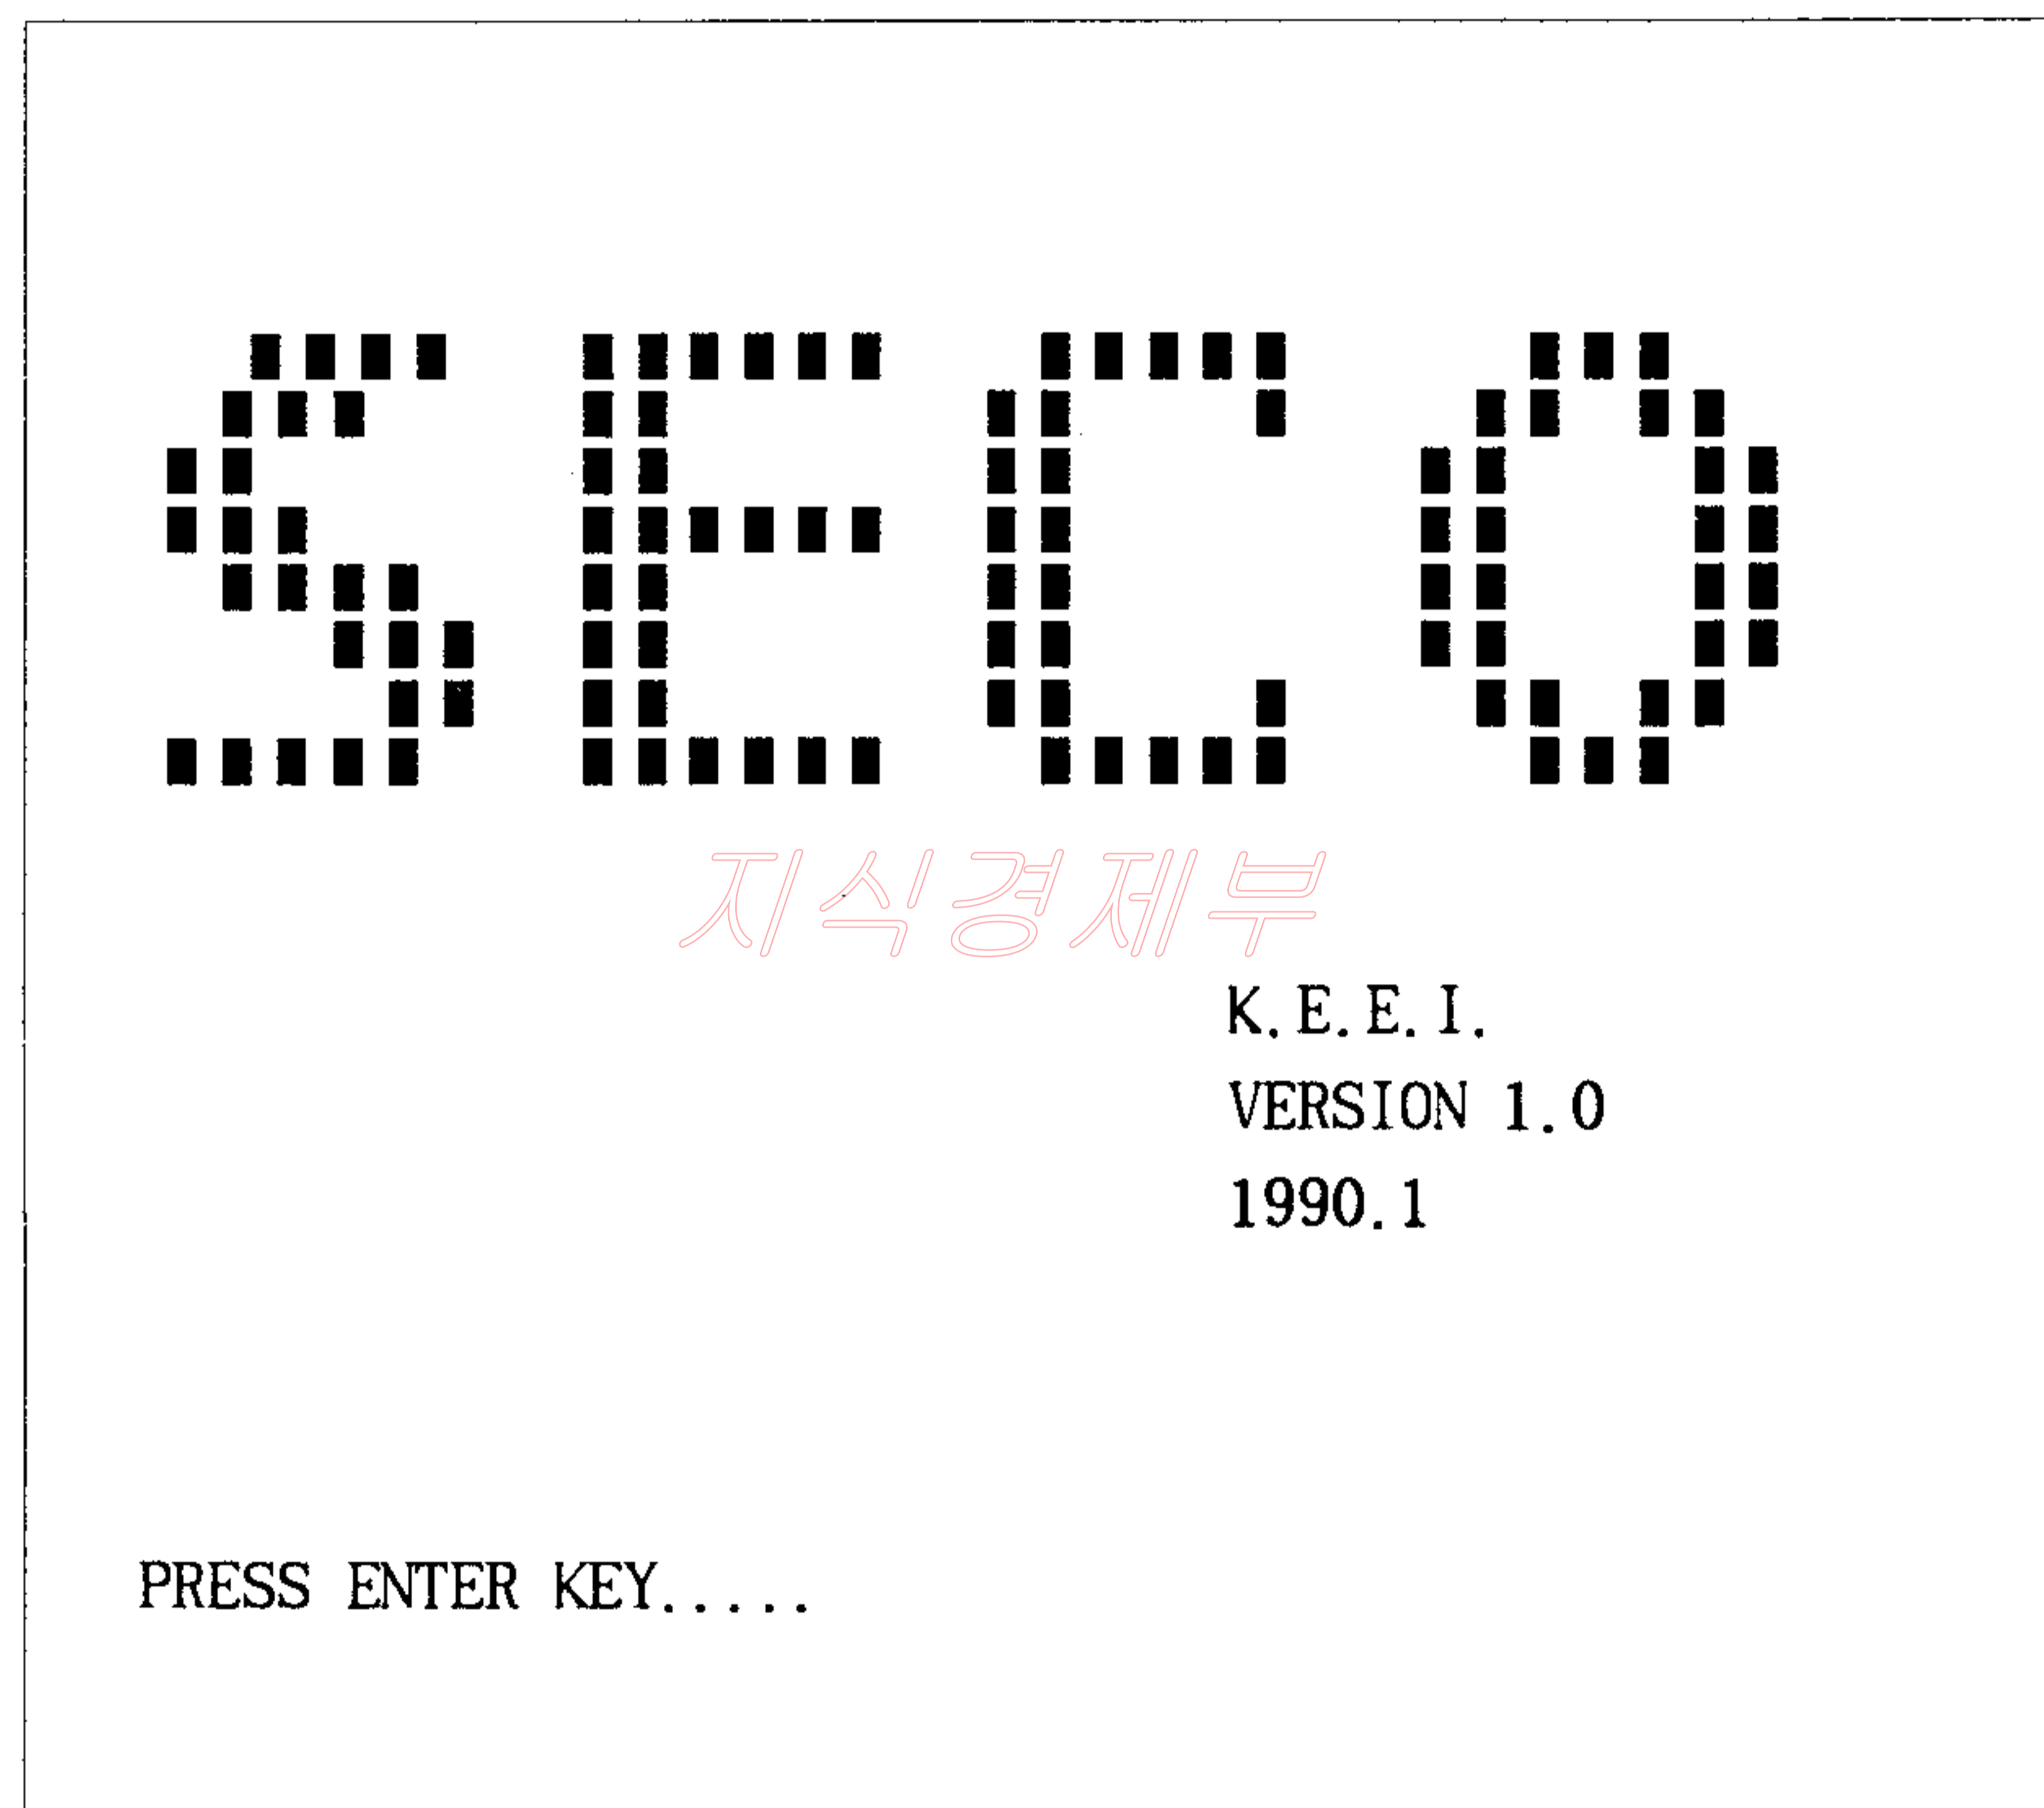 SECO
지식경제부
K.E.E.I.
VERSION 1.0
1990.1
PRESS ENTER KEY.....